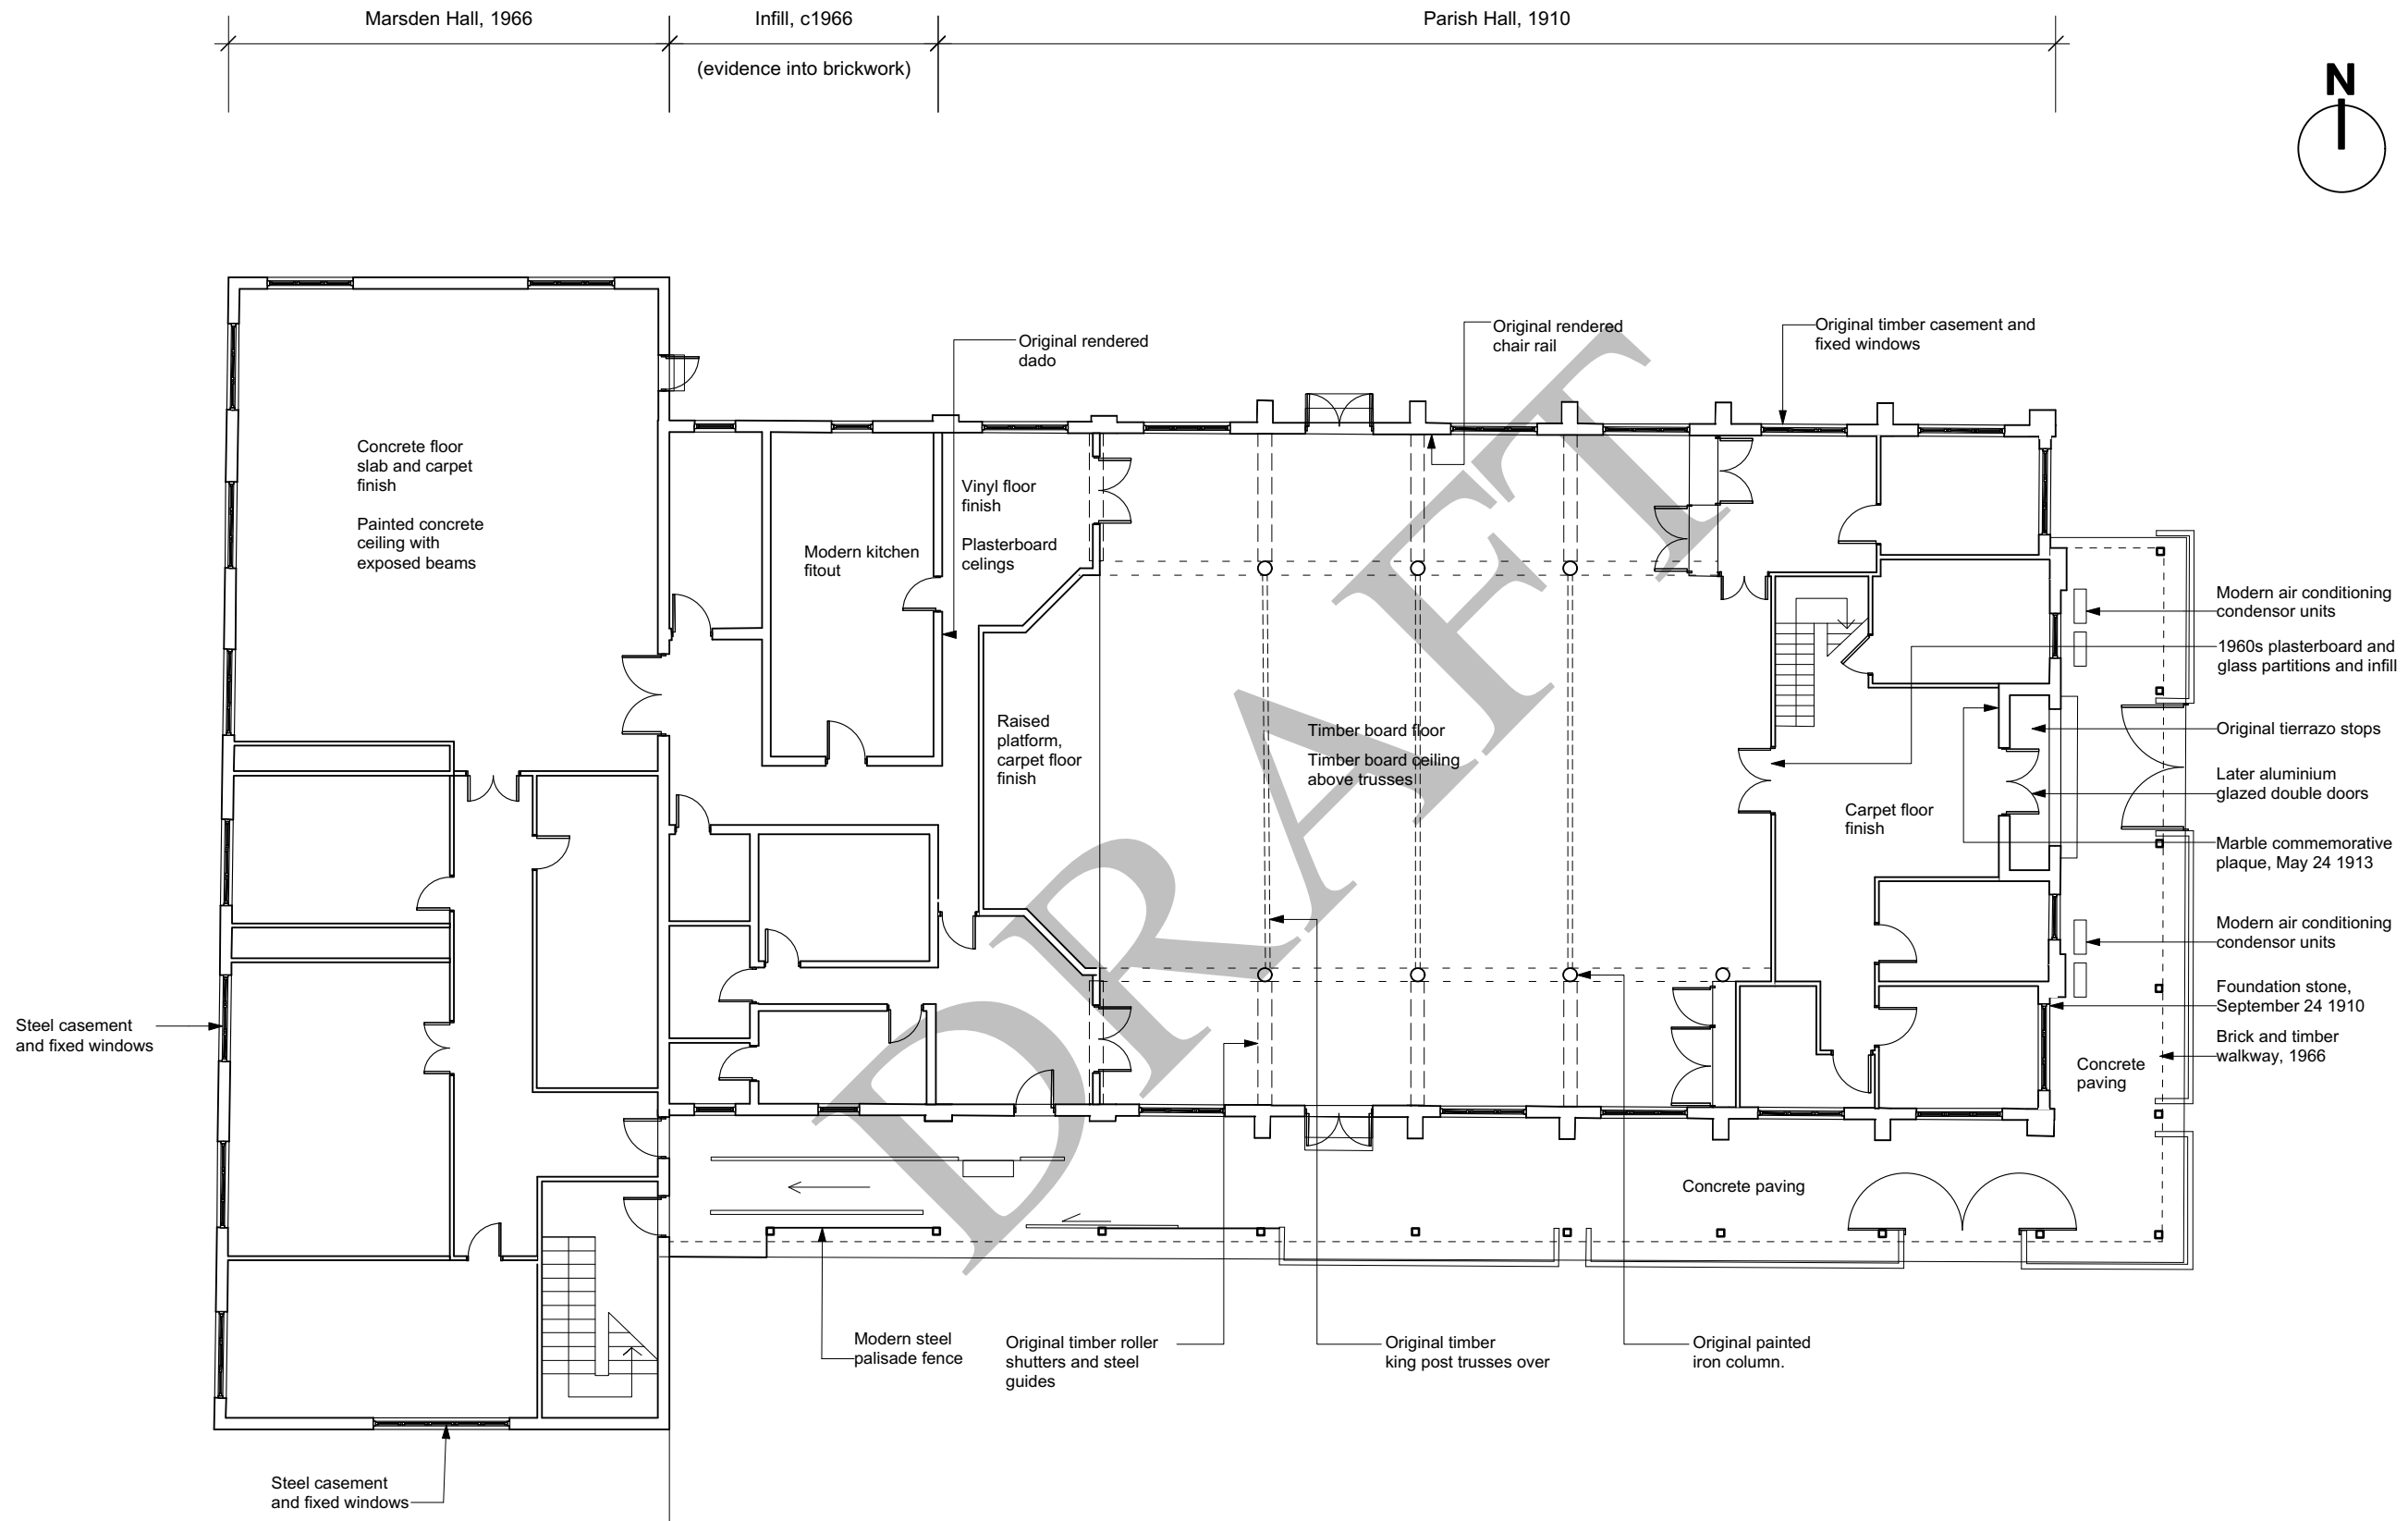 Marsden Hall, 1966
Infill, c1966
(evidence into brickwork)
Parish Hall, 1910
N
Original rendered
dado
Original rendered
chair rail
Original timber casement and
fixed windows
Concrete floor
slab and carpet
finish
Painted concrete
ceiling with
exposed beams
Modern kitchen
fitout
Vinyl floor
finish
Plasterboard
celings
Raised
platform,
carpet floor
finish
Timber board floor
Timber board ceiling
above trusses
Carpet floor
finish
Modern air conditioning
condensor units
1960s plasterboard and
glass partitions and infill
Original tierrazo stops
Later aluminium
glazed double doors
Marble commemorative
plaque, May 24 1913
Modern air conditioning
condensor units
Foundation stone,
September 24 1910
Brick and timber
walkway, 1966
Concrete
paving
Steel casement
and fixed windows
Concrete paving
Modern steel
palisade fence
Original timber roller
shutters and steel
guides
Original timber
king post trusses over
Original painted
iron column.
Steel casement
and fixed windows
DRAFT